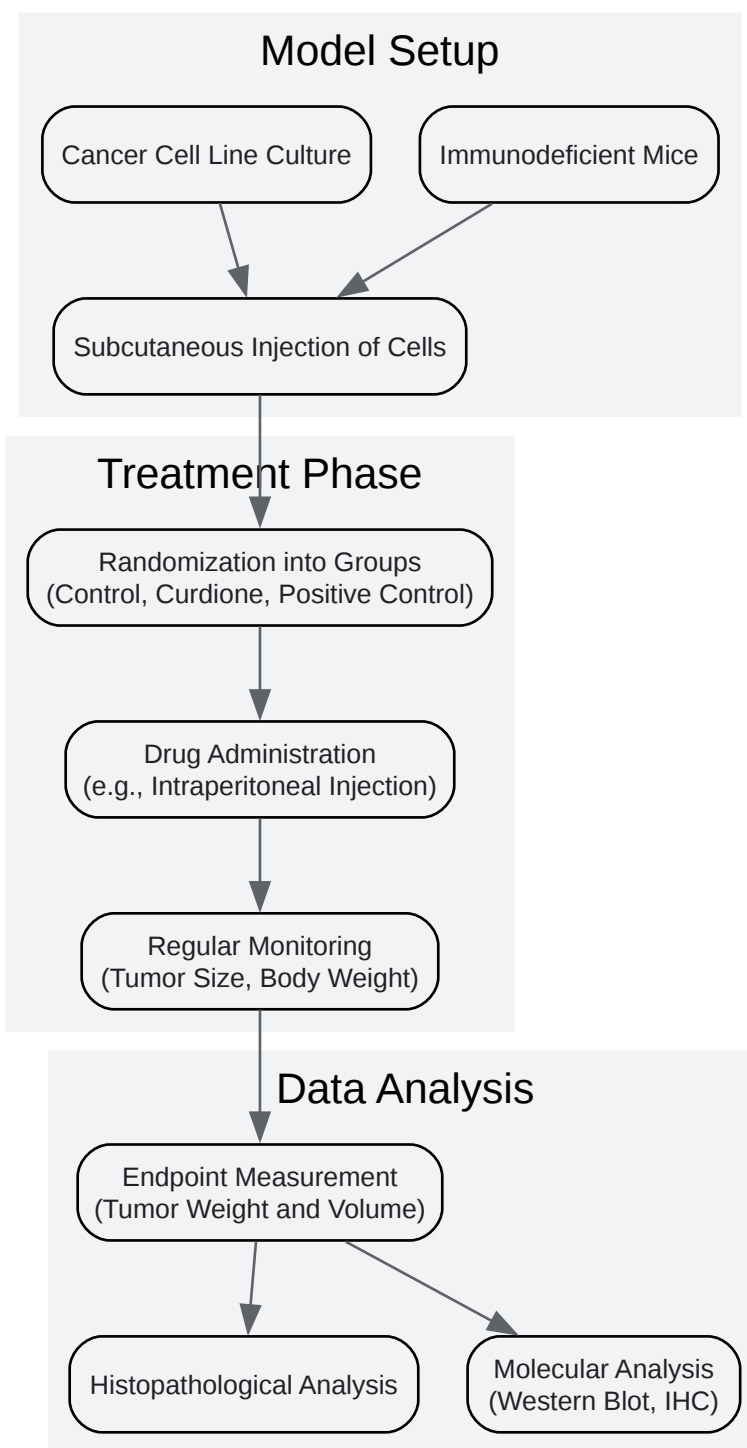 Model Setup
Cancer Cell Line Culture
Immunodeficient Mice
Subcutaneous Injection of Cells
Treatment Phase
Randomization into Groups
(Control, Curdione, Positive Control)
Drug Administration
(e.g., Intraperitoneal Injection)
Regular Monitoring
(Tumor Size, Body Weight)
Data Analysis
Endpoint Measurement
(Tumor Weight and Volume)
Histopathological Analysis
Molecular Analysis
(Western Blot, IHC)